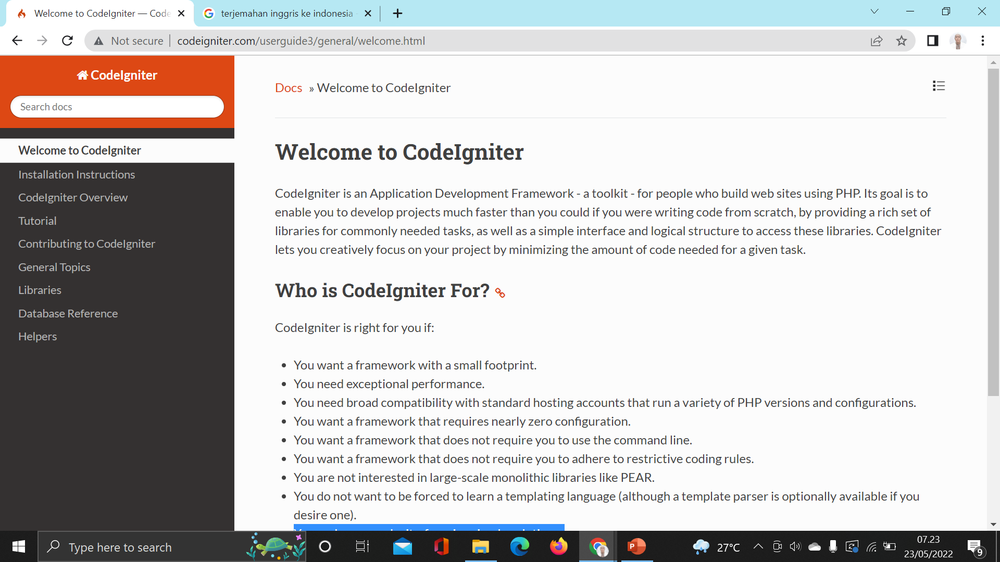 Welcome to CodeIgniter — Code
terjemahan inggris ke indonesia
Not secure
codeigniter.com/userguide3/general/welcome.html
CodeIgniter
Search docs
Welcome to CodeIgniter
Installation Instructions
CodeIgniter Overview
Tutorial
Contributing to CodeIgniter
General Topics
Libraries
Database Reference
Helpers
Docs » Welcome to CodeIgniter
Welcome to CodeIgniter
CodeIgniter is an Application Development Framework - a toolkit - for people who build web sites using PHP. Its goal is to
enable you to develop projects much faster than you could if you were writing code from scratch, by providing a rich set of
libraries for commonly needed tasks, as well as a simple interface and logical structure to access these libraries. CodeIgniter
lets you creatively focus on your project by minimizing the amount of code needed for a given task.
Who is CodeIgniter For?
CodeIgniter is right for you if:
• You want a framework with a small footprint.
• You need exceptional performance.
• You need broad compatibility with standard hosting accounts that run a variety of PHP versions and configurations.
• You want a framework that requires nearly zero configuration.
• You want a framework that does not require you to use the command line.
• You want a framework that does not require you to adhere to restrictive coding rules.
• You are not interested in large-scale monolithic libraries like PEAR.
• You do not want to be forced to learn a templating language (although a template parser is optionally available if you
desire one).
Type here to search
P
27°C
07.23
23/05/2022
9